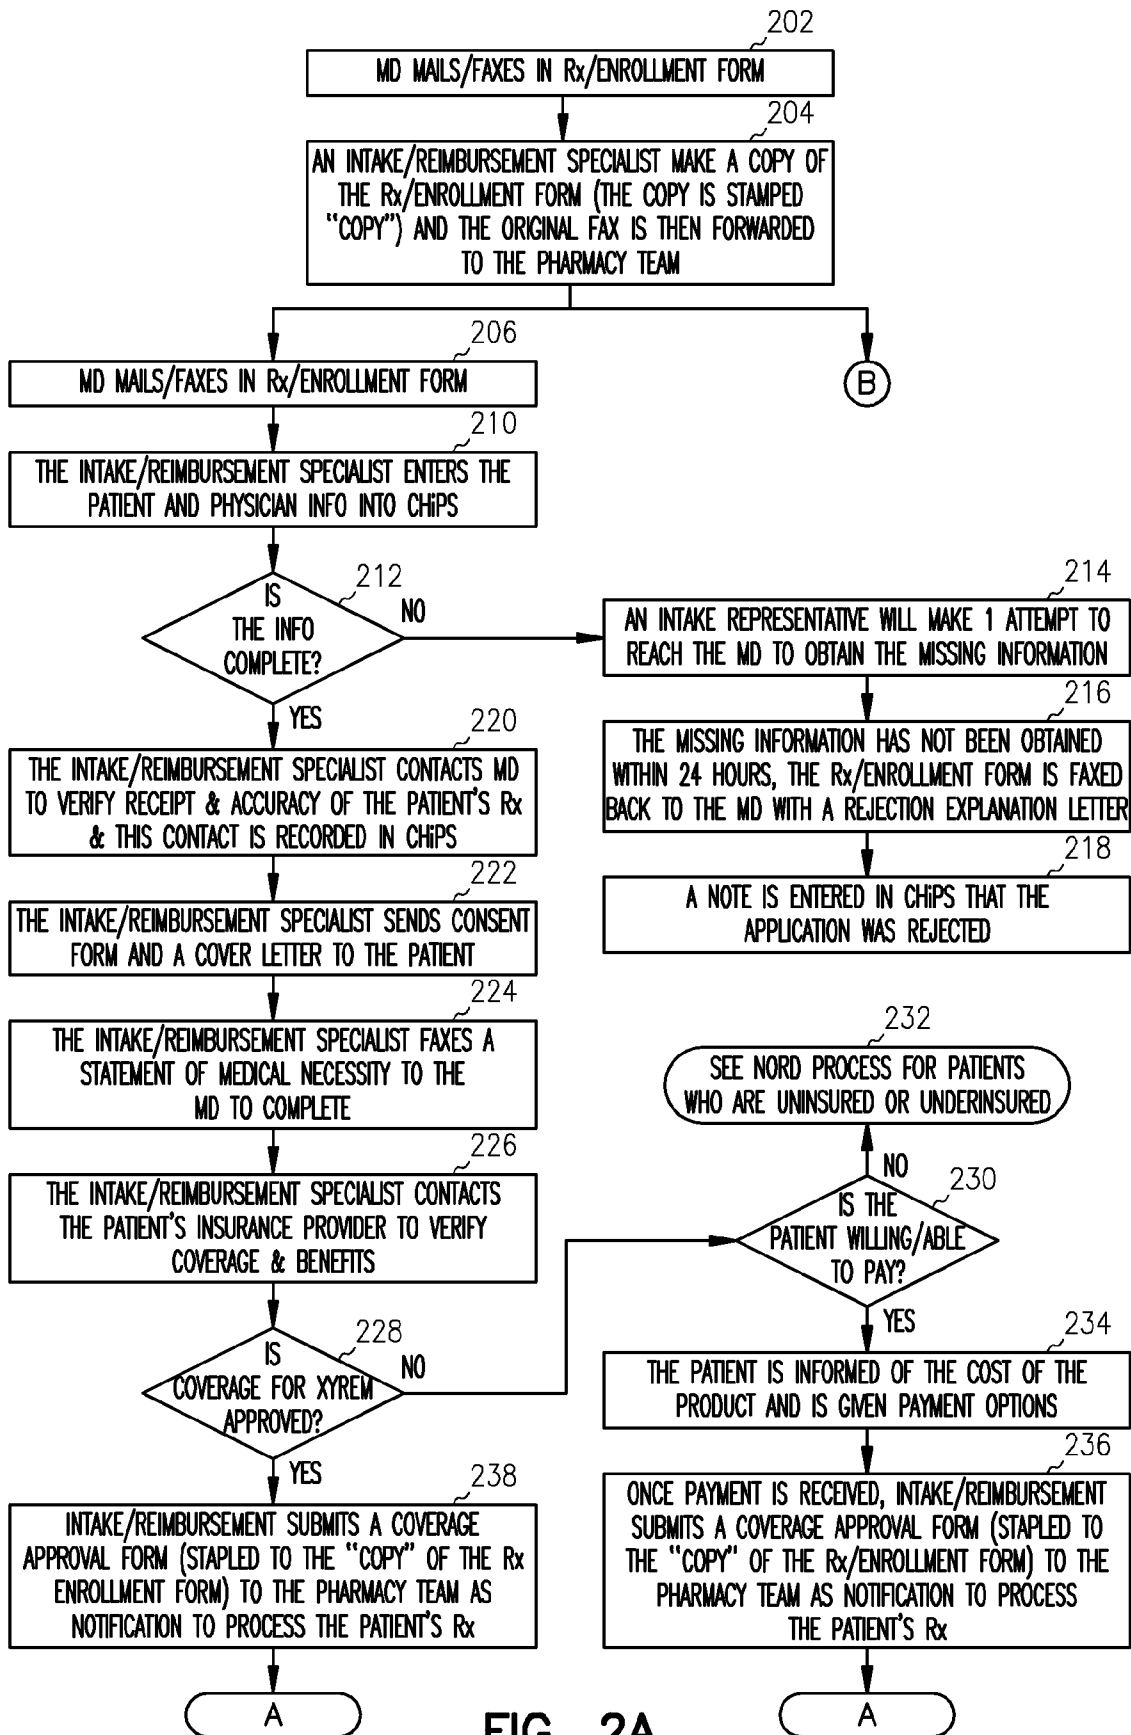 202
MD MAILS/FAXES IN Rx/ENROLLMENT FORM
204
AN INTAKE/REIMBURSEMENT SPECIALIST MAKE A COPY OF
THE Rx/ENROLLMENT FORM (THE COPY IS STAMPED
"COPY") AND THE ORIGINAL FAX IS THEN FORWARDED
TO THE PHARMACY TEAM
206
MD MAILS/FAXES IN Rx/ENROLLMENT FORM
B
210
THE INTAKE/REIMBURSEMENT SPECIALIST ENTERS THE
PATIENT AND PHYSICIAN INFO INTO CHiPS
212
IS
THE INFO
COMPLETE?
NO
YES
214
AN INTAKE REPRESENTATIVE WILL MAKE 1 ATTEMPT TO
REACH THE MD TO OBTAIN THE MISSING INFORMATION
216
THE MISSING INFORMATION HAS NOT BEEN OBTAINED
WITHIN 24 HOURS, THE Rx/ENROLLMENT FORM IS FAXED
BACK TO THE MD WITH A REJECTION EXPLANATION LETTER
218
A NOTE IS ENTERED IN CHiPS THAT THE
APPLICATION WAS REJECTED
220
THE INTAKE/REIMBURSEMENT SPECIALIST CONTACTS MD
TO VERIFY RECEIPT & ACCURACY OF THE PATIENT'S Rx
& THIS CONTACT IS RECORDED IN CHiPS
222
THE INTAKE/REIMBURSEMENT SPECIALIST SENDS CONSENT
FORM AND A COVER LETTER TO THE PATIENT
224
THE INTAKE/REIMBURSEMENT SPECIALIST FAXES A
STATEMENT OF MEDICAL NECESSITY TO THE
MD TO COMPLETE
226
THE INTAKE/REIMBURSEMENT SPECIALIST CONTACTS
THE PATIENT'S INSURANCE PROVIDER TO VERIFY
COVERAGE & BENEFITS
228
IS
COVERAGE FOR XYREM
APPROVED?
NO
YES
232
SEE NORD PROCESS FOR PATIENTS
WHO ARE UNINSURED OR UNDERINSURED
NO
230
IS THE
PATIENT WILLING/ABLE
TO PAY?
YES
234
THE PATIENT IS INFORMED OF THE COST OF THE
PRODUCT AND IS GIVEN PAYMENT OPTIONS
236
ONCE PAYMENT IS RECEIVED, INTAKE/REIMBURSEMENT
SUBMITS A COVERAGE APPROVAL FORM (STAPLED TO
THE "COPY" OF THE Rx/ENROLLMENT FORM) TO THE
PHARMACY TEAM AS NOTIFICATION TO PROCESS
THE PATIENT'S Rx
A
238
INTAKE/REIMBURSEMENT SUBMITS A COVERAGE
APPROVAL FORM (STAPLED TO THE "COPY" OF THE Rx
ENROLLMENT FORM) TO THE PHARMACY TEAM AS
NOTIFICATION TO PROCESS THE PATIENT'S Rx
A
FIG. 2A